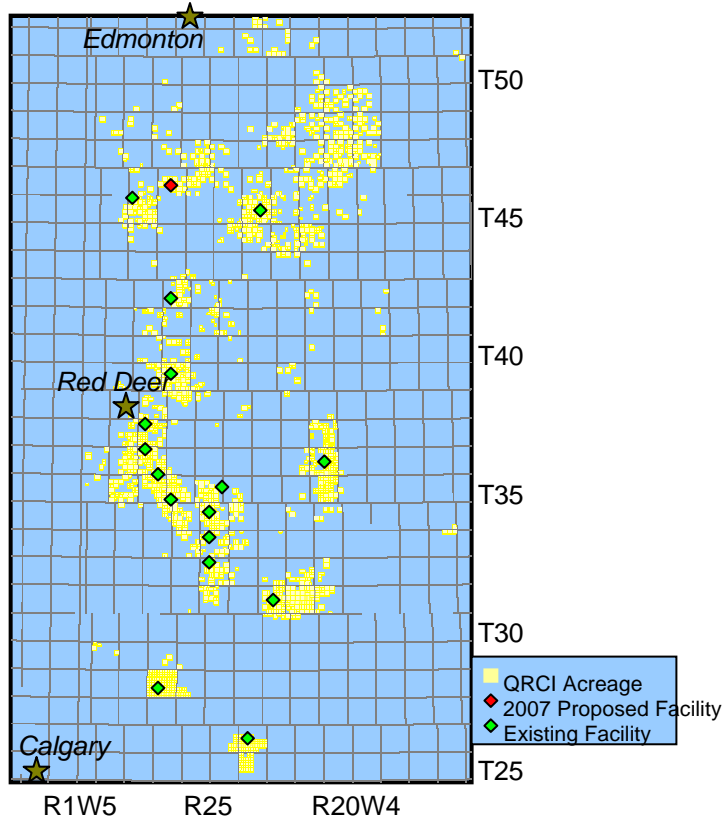 Edmonton
T50
T45
T40
Red Deer
T35
T30
QRCI Acreage
2007 Proposed Facility
Existing Facility
Calgary
T25
R1W5 R25 R20W4